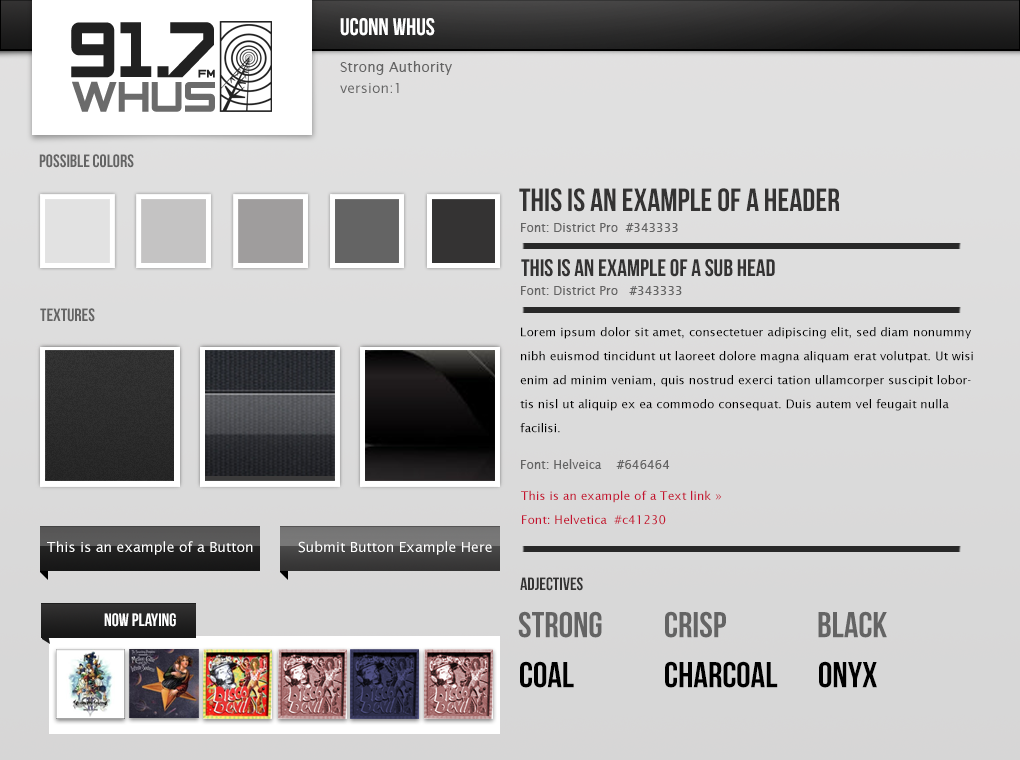 91.7
FM
WHUS
UCONN WHUS
Strong Authority
version:1
POSSIBLE COLORS
TEXTURES
This is an example of a Button
Submit Button Example Here
NOW PLAYING
THIS IS AN EXAMPLE OF A HEADER
Font: District Pro #343333
THIS IS AN EXAMPLE OF A SUB HEAD
Font: District Pro #343333
Lorem ipsum dolor sit amet, consectetuer adipiscing elit, sed diam nonummy
nibh euismod tincidunt ut laoreet dolore magna aliquam erat volutpat. Ut wisi
enim ad minim veniam, quis nostrud exerci tation ullamcorper suscipit lobor-
tis nisl ut aliquip ex ea commodo consequat. Duis autem vel feugait nulla
facilisi.
Font: Helveica #646464
This is an example of a Text link »
Font: Helvetica #c41230
ADJECTIVES
STRONG CRISP BLACK
COAL CHARCOAL ONYX